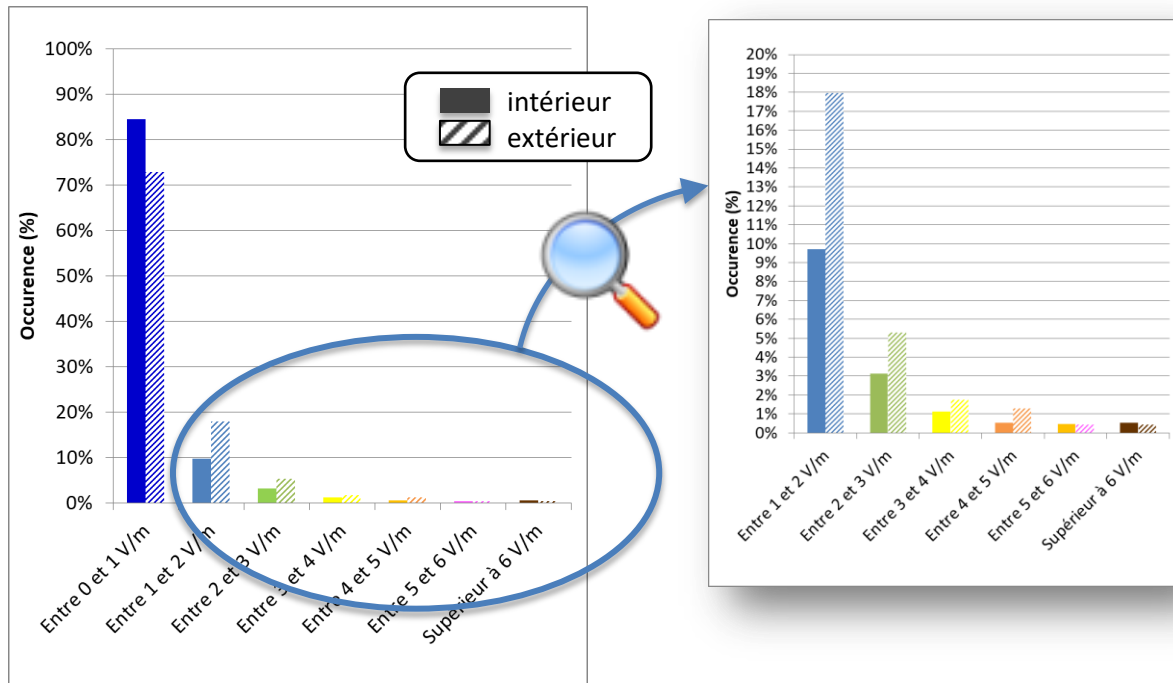 100%
90%
80%
70%
60%
50%
40%
30%
20%
10%
0%
Occurence (%)
Entre 0 et 1 V/m
Entre 1 et 2 V/m
Entre 2 et 3 V/m
Entre 3 et 4 V/m
Entre 4 et 5 V/m
Entre 5 et 6 V/m
Supérieur à 6 V/m
intérieur
extérieur
20%
19%
18%
17%
16%
15%
14%
13%
12%
11%
10%
9%
8%
7%
6%
5%
4%
3%
2%
1%
0%
Occurence (%)
Entre 1 et 2 V/m
Entre 2 et 3 V/m
Entre 3 et 4 V/m
Entre 4 et 5 V/m
Entre 5 et 6 V/m
Supérieur à 6 V/m